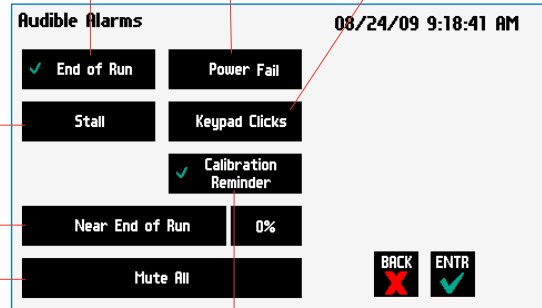 Audible Alarms 08/24/09 9:18:41 AM
End of Run Power Fail
Stall Keypad Clicks
Calibration
Reminder
Near End of Run 0%
Mute All
BACK ENTR